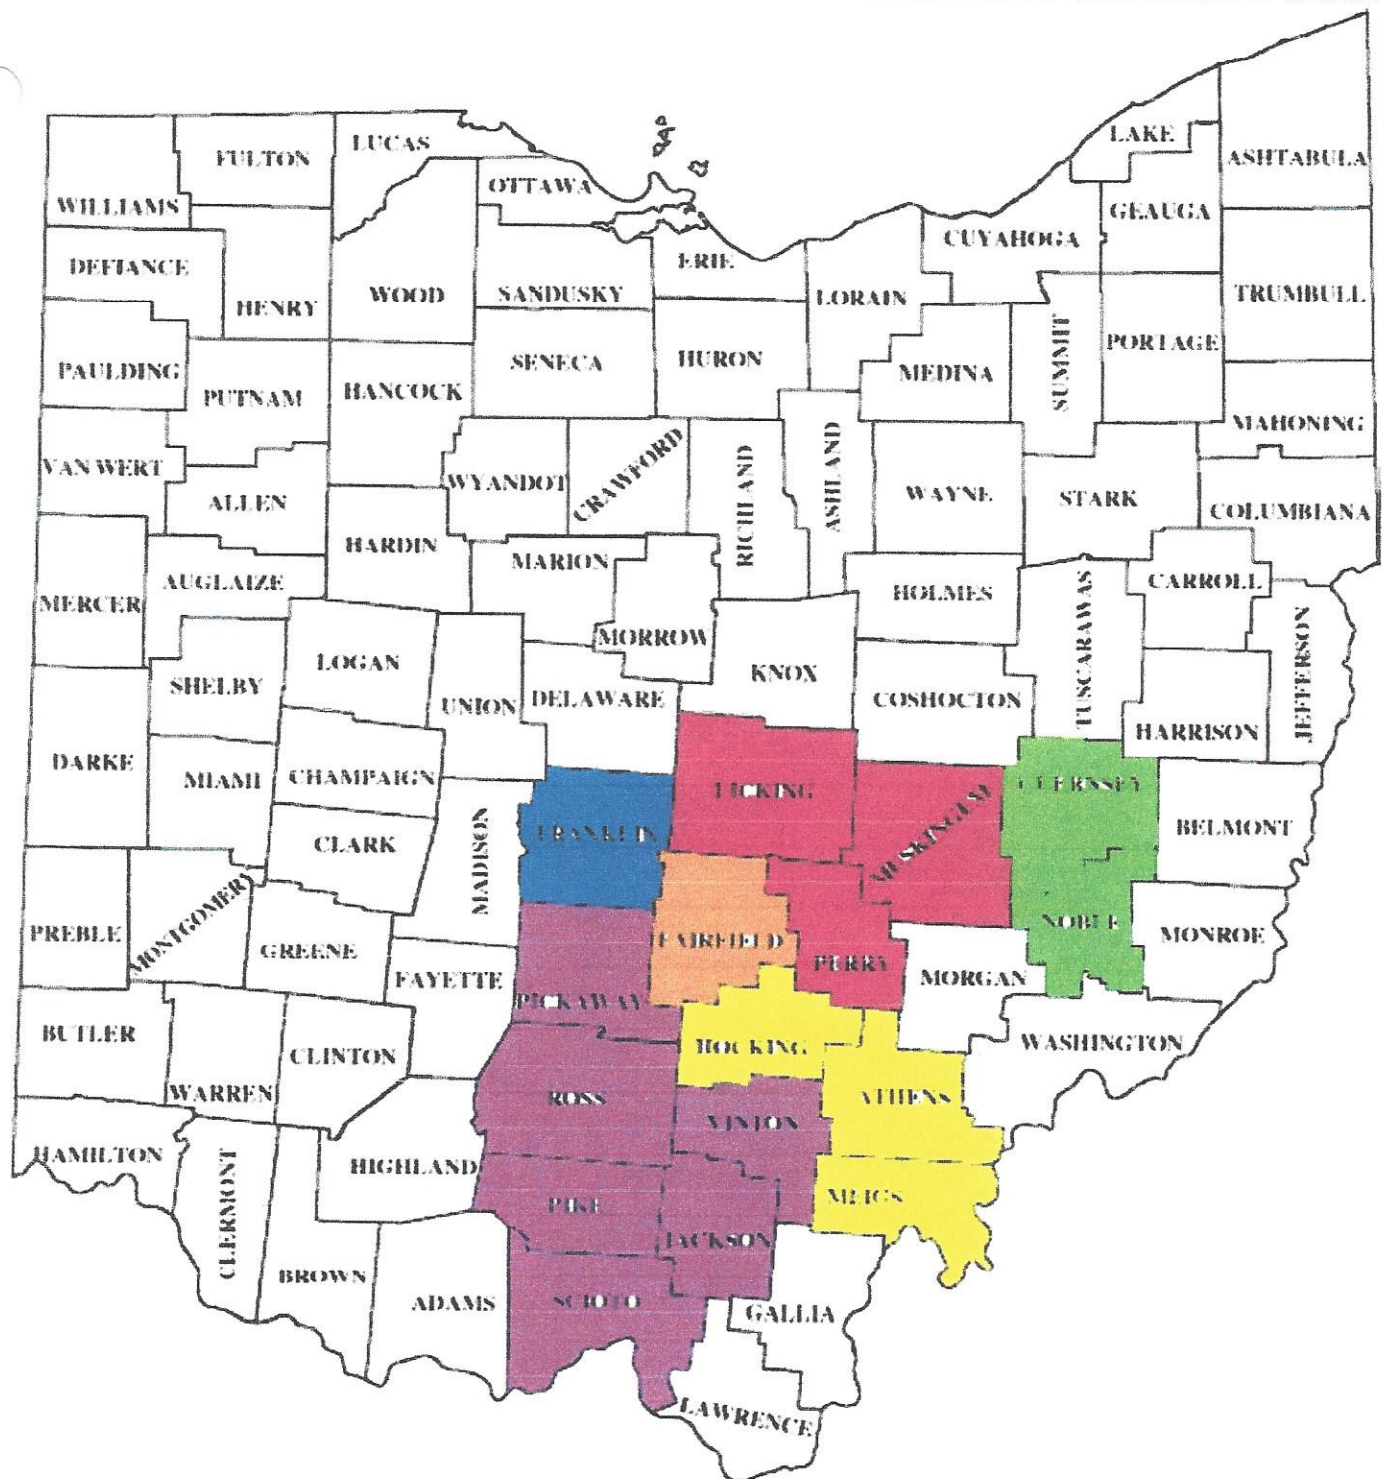 LAKE
ASHTABULA
LUCAS
FULTON
OTTAWA
WILLIAMS
GEAUGA
CUYAHOGA
DEFIANCE
ERIE
HENRY
WOOD
SANDUSKY
LORAIN
TRUMBULL
PAULDING
PUTNAM
HANCOCK
SENECA
HURON
MEDINA
SUMMIT
PORTAGE
MAHONING
VAN WERT
ALLEN
WYANDOT
CRAWFORD
RICHLAND
ASHLAND
WAYNE
STARK
COLUMBIANA
HARDIN
MARION
MERCER
AUGLAIZE
HOLMES
CARROLL
MORROW
TUSCARAWAS
JEFFERSON
LOGAN
KNOX
SHELBY
UNION
DELAWARE
COSHOCTON
HARRISON
DARKE
MIAMI
CHAMPAIGN
LICKING
GUERNSEY
CLARK
MADISON
FRANKLIN
MUSKINGUM
BELMONT
PREBLE
MONTGOMERY
GREENE
FAIRFIELD
PERRY
NOBLE
MONROE
FAYETTE
PICKAWAY
MORGAN
BUTLER
WARREN
CLINTON
ROSS
HOCKING
ATHENS
WASHINGTON
HAMILTON
CLERMONT
HIGHLAND
VINTON
PIKE
JACKSON
MEIGS
BROWN
ADAMS
SCIOTO
GALLIA
LAWRENCE